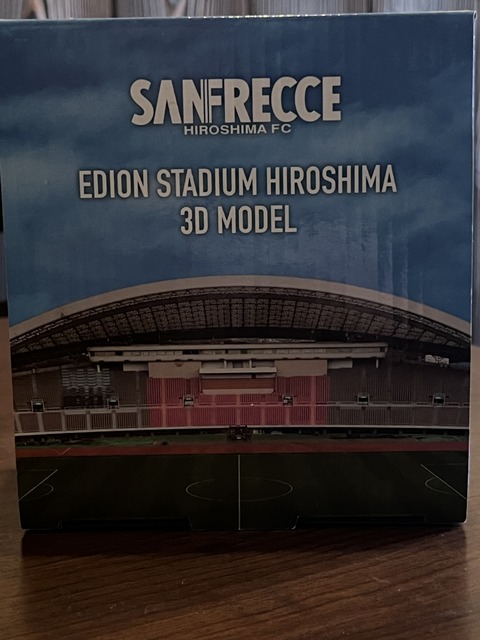 SANFRECCE
HIROSHIMA FC
EDION STADIUM HIROSHIMA
3D MODEL